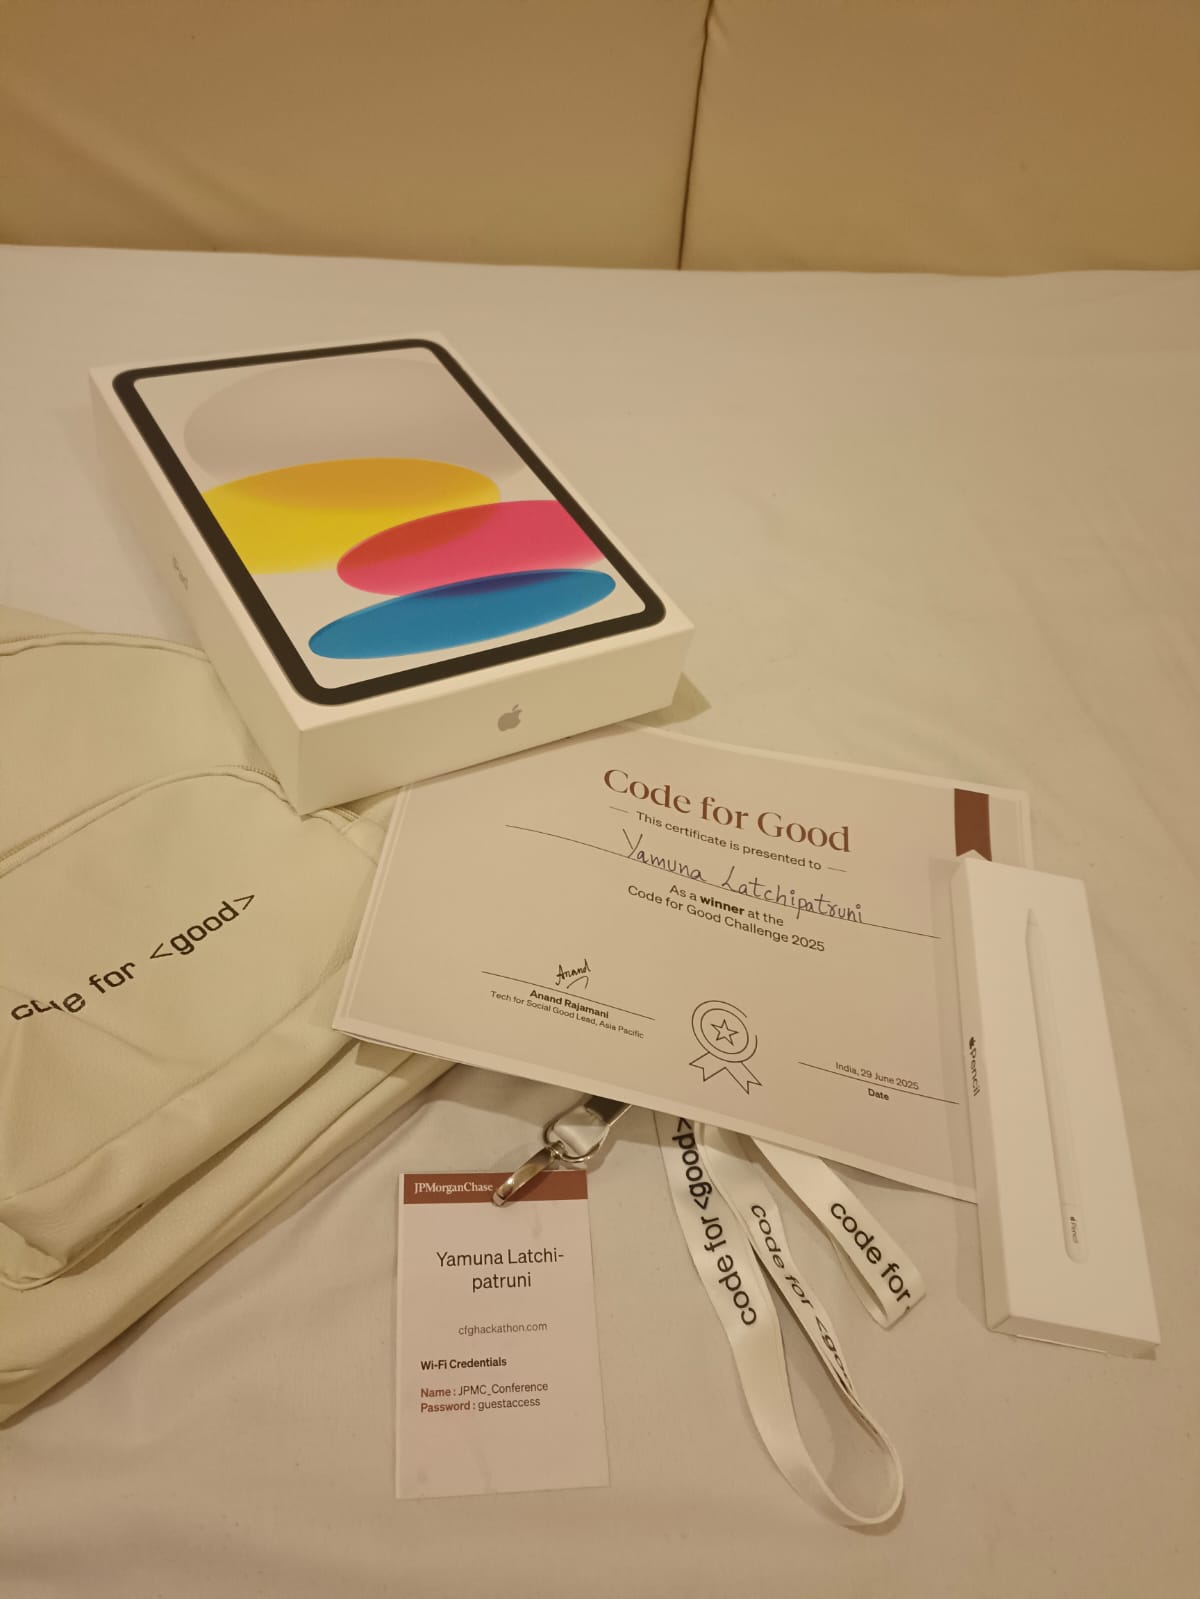 iPad
Code for Good
This certificate is presented to
Yamuna Latchipatruni
As a winner at the
Code for Good Challenge 2025
Anand
Anand Rajamani
Tech for Social Good Lead, Asia Pacific
India, 29 June 2025
Date
Pencil
Pencil
code for <good>
JPMorganChase
Yamuna Latchi-
patruni
cfghackathon.com
Wi-Fi Credentials
Name : JPMC_Conference
Password : guestaccess
code for <good>
code for <go
code for